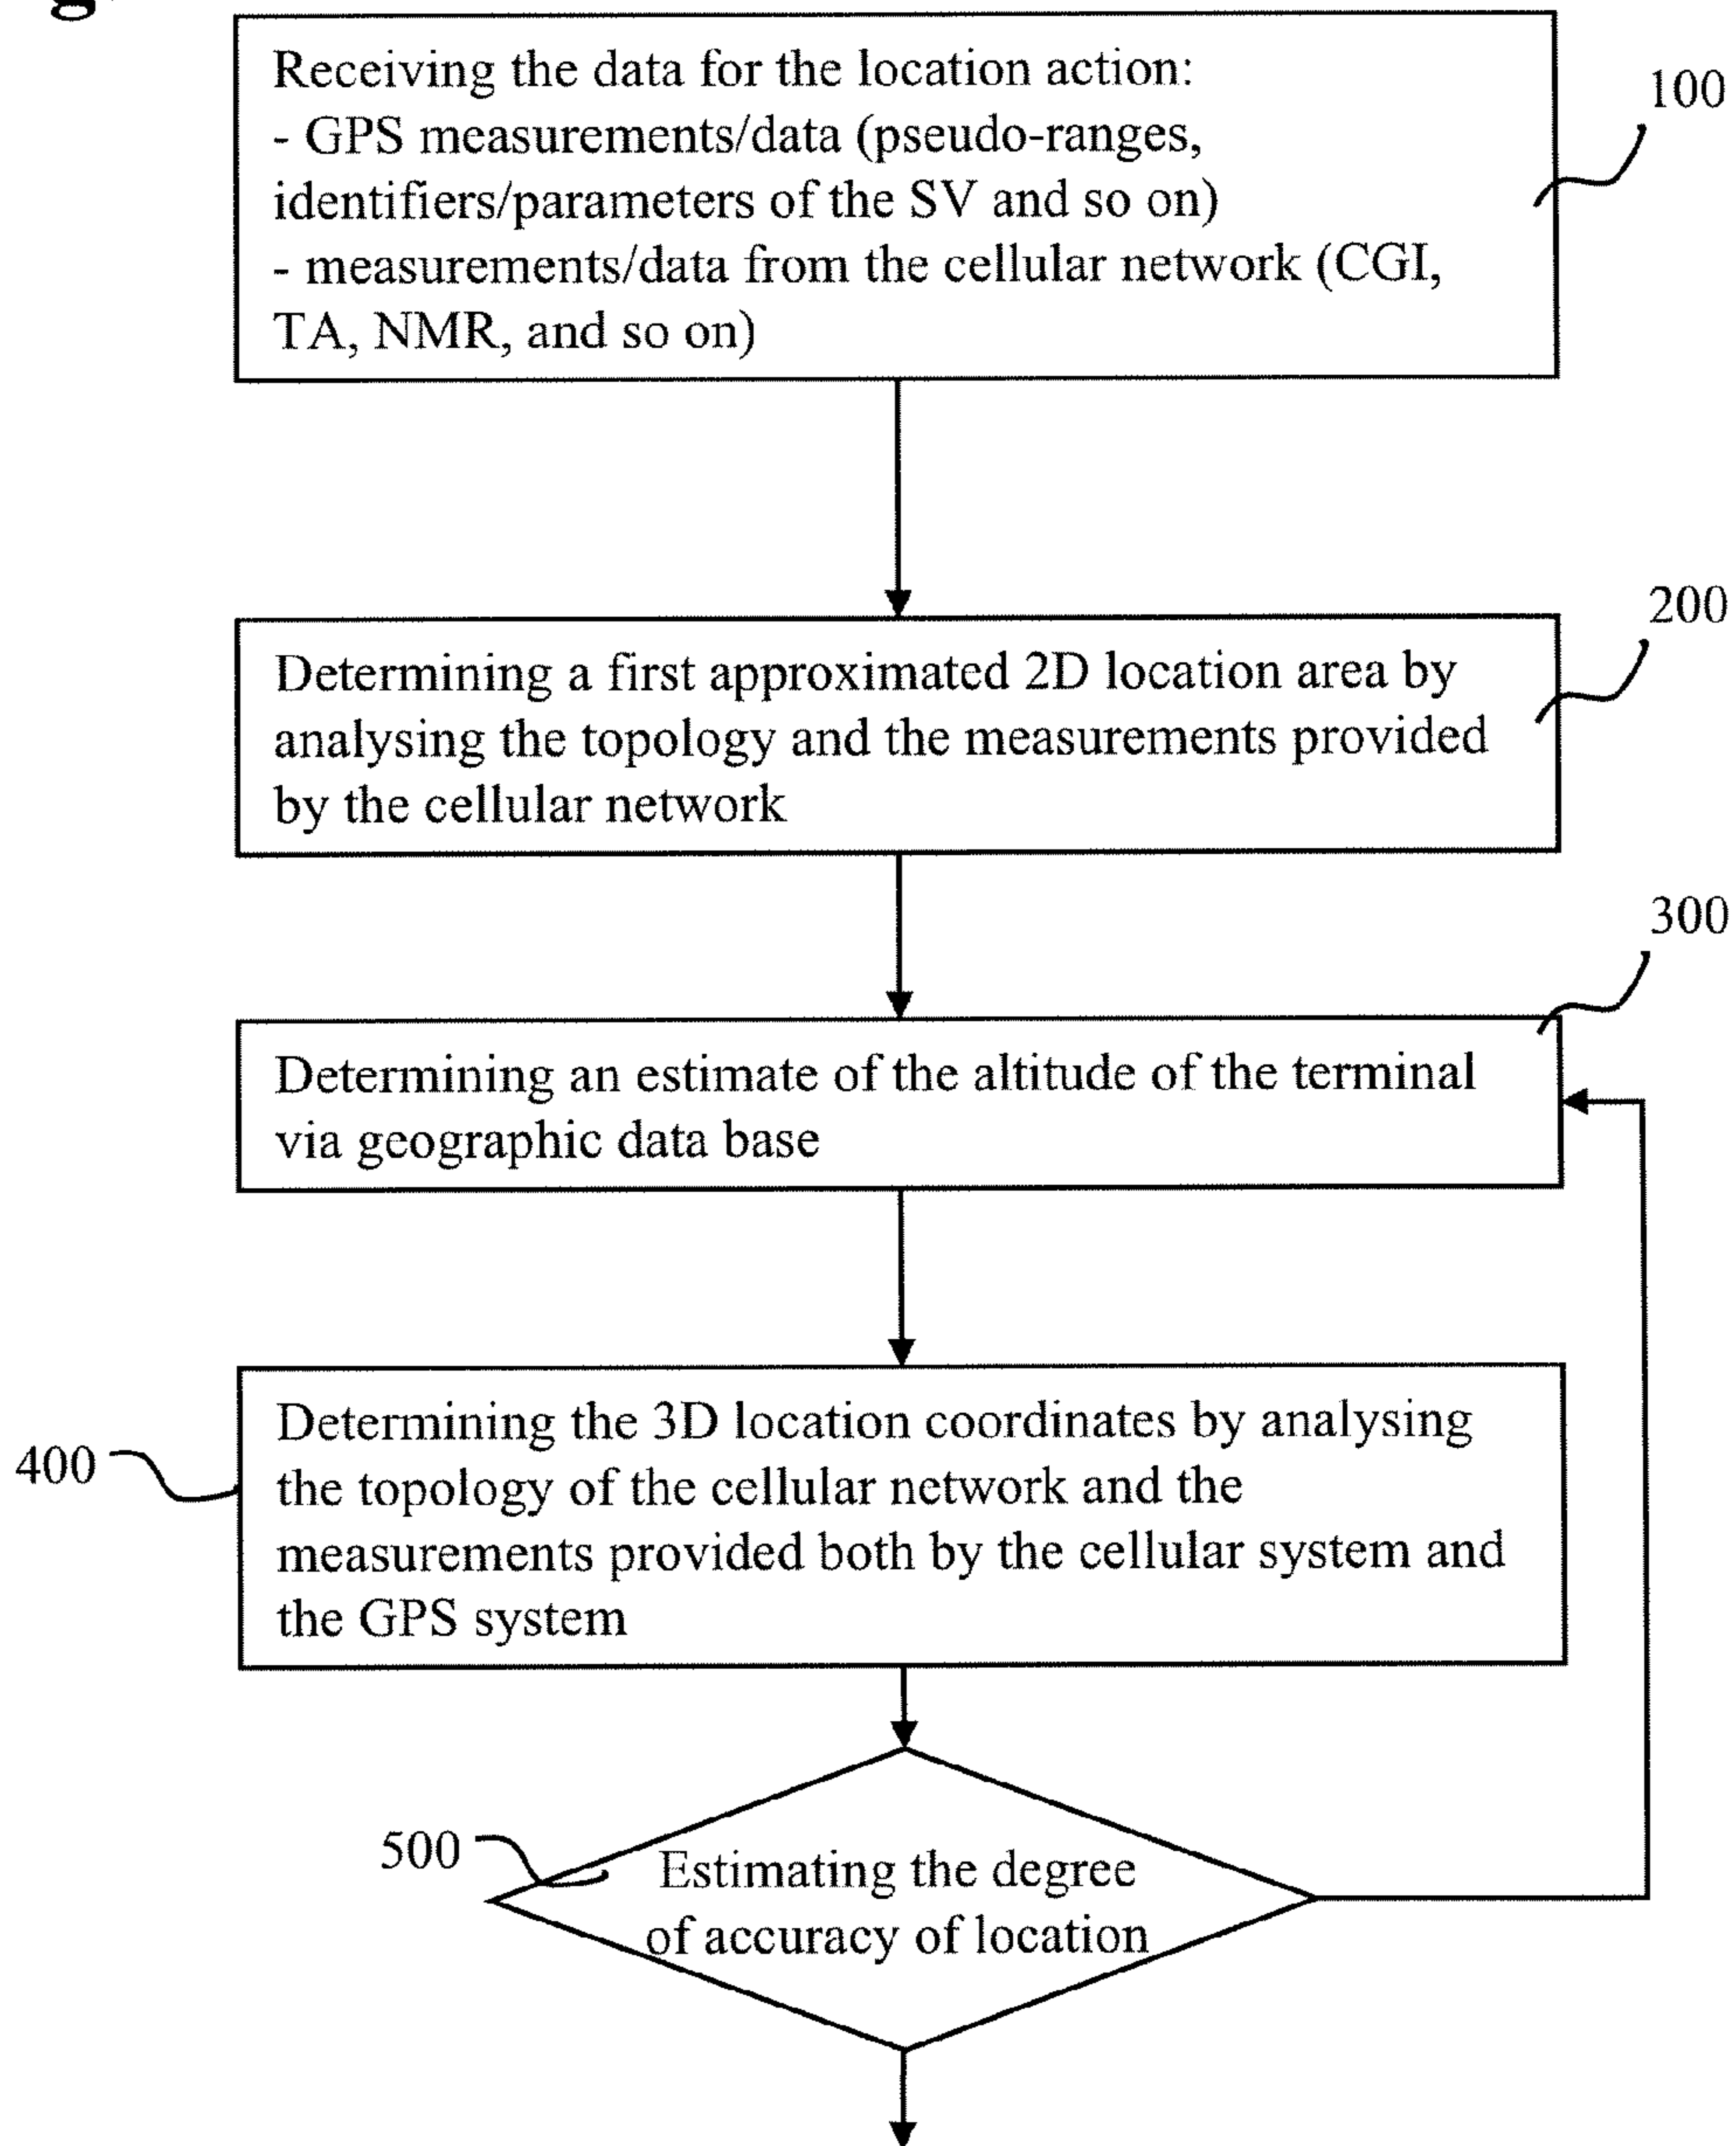 Receiving the data for the location action:
- GPS measurements/data (pseudo-ranges,
identifiers/parameters of the SV and so on)
- measurements/data from the cellular network (CGI,
TA, NMR, and so on)
100
Determining a first approximated 2D location area by
analysing the topology and the measurements provided
by the cellular network
200
300
Determining an estimate of the altitude of the terminal
via geographic data base
Determining the 3D location coordinates by analysing
the topology of the cellular network and the
measurements provided both by the cellular system and
the GPS system
400
500
Estimating the degree
of accuracy of location